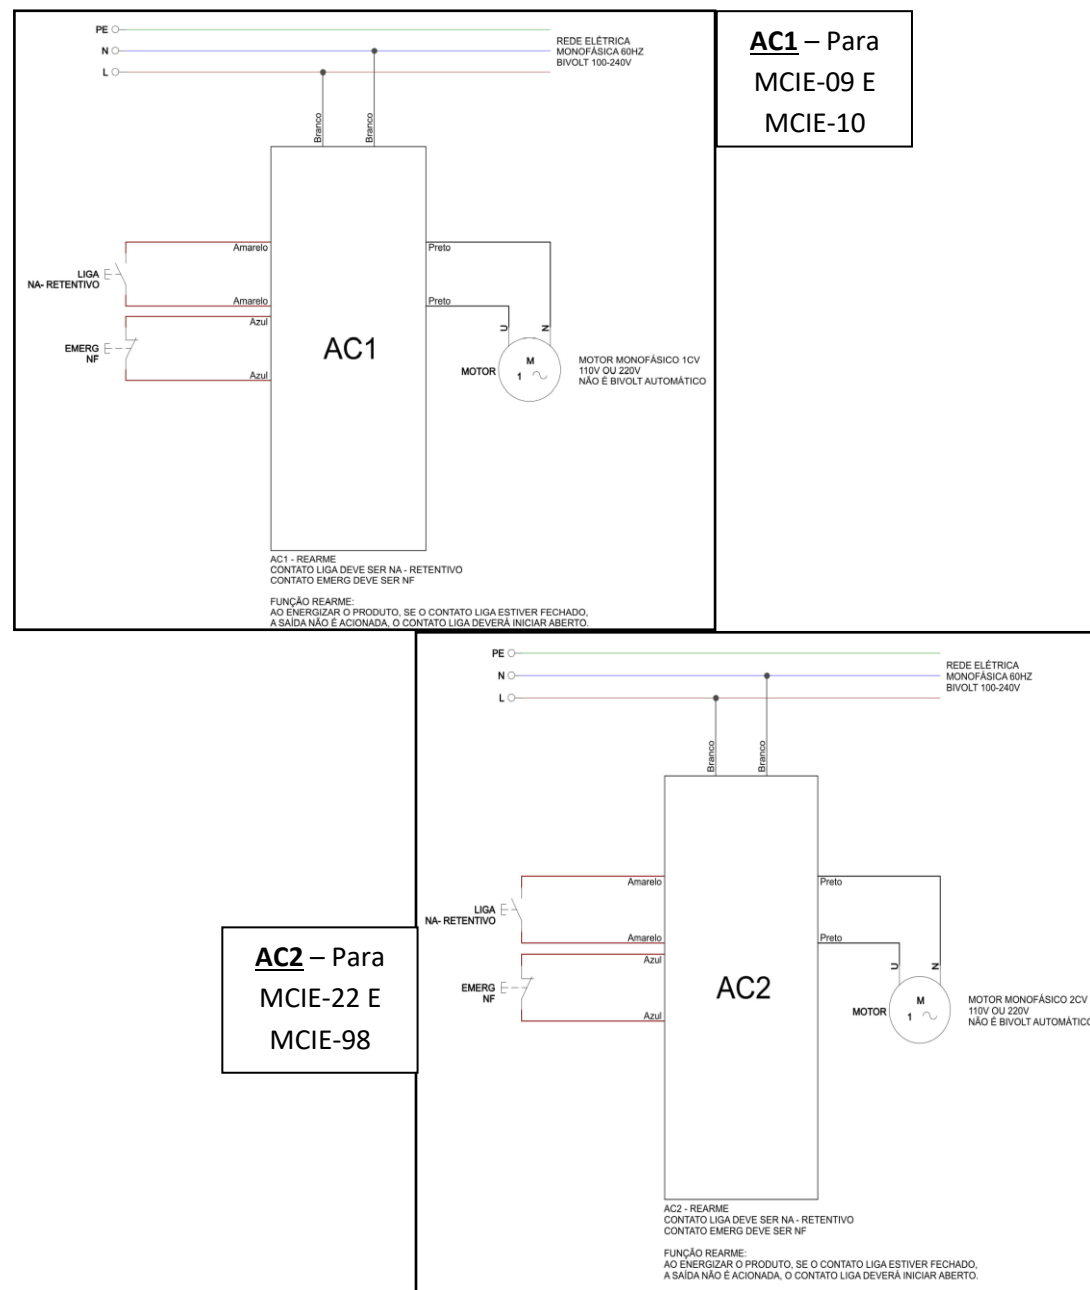 PE
N
L
REDE ELÉTRICA
MONOFÁSICA 60HZ
BIVOLT 100-240V
Branco
Branco
AC1 – Para
MCIE-09 E
MCIE-10
Amarelo
Preto
LIGA
NA- RETENTIVO
Amarelo
Preto
Azul
EMERG
NF
Azul
AC1
U
N
MOTOR
M
1
MOTOR MONOFÁSICO 1CV
110V OU 220V
NÃO É BIVOLT AUTOMÁTICO
AC1 - REARME
CONTATO LIGA DEVE SER NA - RETENTIVO
CONTATO EMERG DEVE SER NF
FUNÇÃO REARME:
AO ENERGIZAR O PRODUTO, SE O CONTATO LIGA ESTIVER FECHADO,
A SAÍDA NÃO É ACIONADA, O CONTATO LIGA DEVERÁ INICIAR ABERTO.
PE
N
L
REDE ELÉTRICA
MONOFÁSICA 60HZ
BIVOLT 100-240V
Branco
Branco
Amarelo
Preto
LIGA
NA- RETENTIVO
Amarelo
Preto
Azul
EMERG
NF
Azul
AC2
U
N
MOTOR
M
1
MOTOR MONOFÁSICO 2CV
110V OU 220V
NÃO É BIVOLT AUTOMÁTICO
AC2 – Para
MCIE-22 E
MCIE-98
AC2 - REARME
CONTATO LIGA DEVE SER NA - RETENTIVO
CONTATO EMERG DEVE SER NF
FUNÇÃO REARME:
AO ENERGIZAR O PRODUTO, SE O CONTATO LIGA ESTIVER FECHADO,
A SAÍDA NÃO É ACIONADA, O CONTATO LIGA DEVERÁ INICIAR ABERTO.